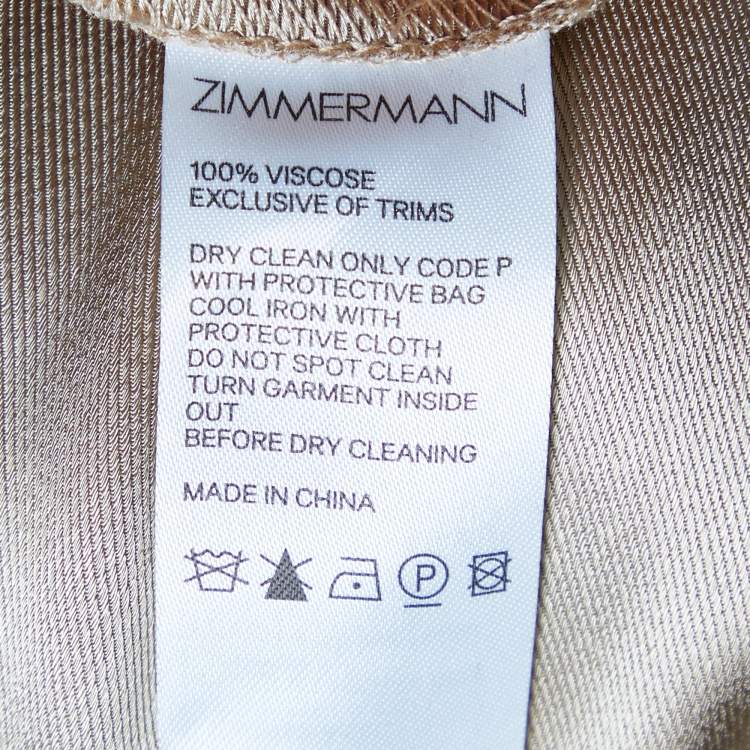 ZIMMERMANN
100% VISCOSE
EXCLUSIVE OF TRIMS
DRY CLEAN ONLY CODE P
WITH PROTECTIVE BAG
COOL IRON WITH
PROTECTIVE CLOTH
DO NOT SPOT CLEAN
TURN GARMENT INSIDE
OUT
BEFORE DRY CLEANING
MADE IN CHINA
P